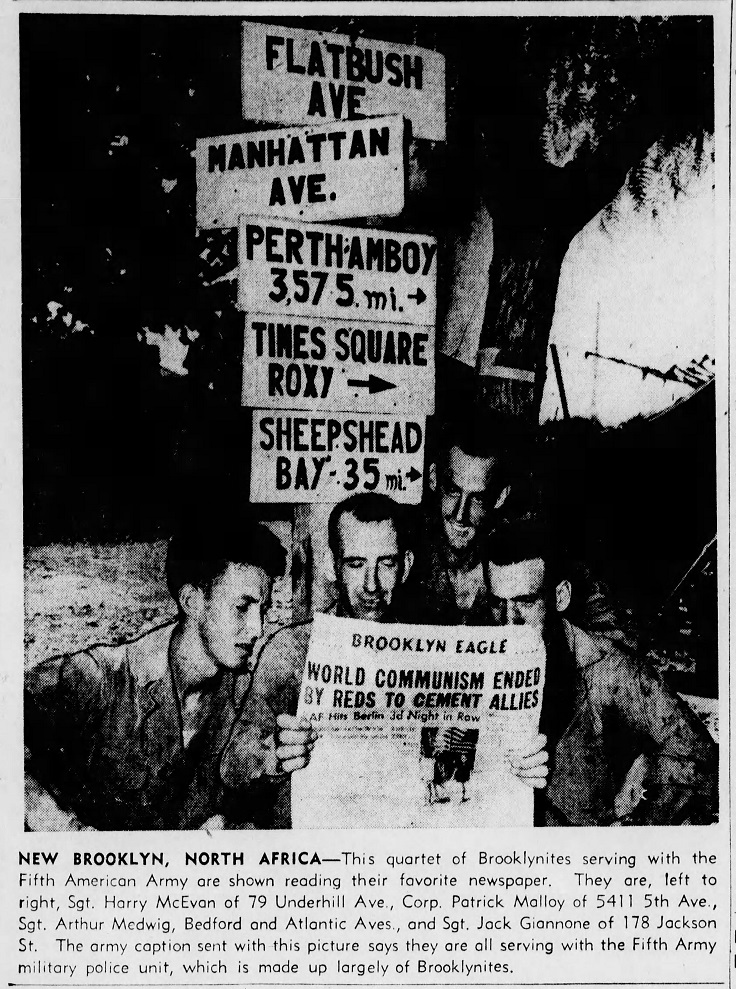 FLATBUSH
AVE
MANHATTAN
AVE.
PERTH AMBOY
3,575 mi.→
TIMES SQUARE
ROXY →
SHEEPSHEAD
BAY - 35 mi.→
BROOKLYN EAGLE
WORLD COMMUNISM ENDED
BY REDS TO CEMENT ALLIES
AF Hits Berlin 3d Night in Row
NEW BROOKLYN, NORTH AFRICA—This quartet of Brooklynites serving with the
Fifth American Army are shown reading their favorite newspaper. They are, left to
right, Sgt. Harry McEvan of 79 Underhill Ave., Corp. Patrick Malloy of 5411 5th Ave.,
Sgt. Arthur Medwig, Bedford and Atlantic Aves., and Sgt. Jack Giannone of 178 Jackson
St. The army caption sent with this picture says they are all serving with the Fifth Army
military police unit, which is made up largely of Brooklynites.